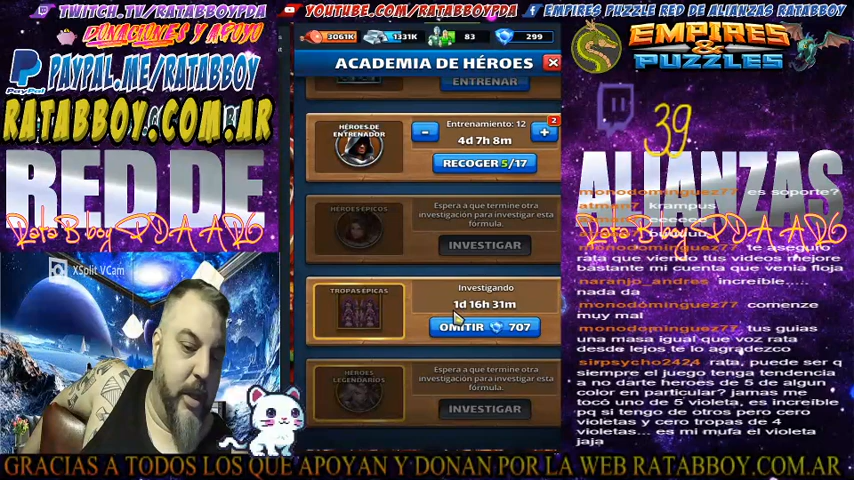 TWITCH.TV/RATABBOYPDA
YOUTUBE.COM/RATABBOYPDA
EMPIRES PUZZLE RED DE ALIANZAS RATABBOY
DONACIONES Y APOYO
PayPal
PAYPAL.ME/RATABBOY
RATABBOY.COM.AR
RED DE
RataBboy PDA ARG
XSplit VCam
3061K
1331K
83
299
ACADEMIA DE HÉROES
ENTRENAR
HÉROES DE ENTRENADOR
Entrenamiento: 12
2
4d 7h 8m
RECOGER 5/17
HÉROES ÉPICOS
Espera a que termine otra
investigación para investigar esta
fórmula.
INVESTIGAR
TROPAS ÉPICAS
Investigando
1d 16h 31m
OMITIR 707
HÉROES LEGENDARIOS
Espera a que termine otra
investigación para investigar esta
fórmula.
INVESTIGAR
EMPIRES
&
PUZZLES
39
ALIANZAS
RataBboy PDA ARG
monodominguez77 es soporte?
krampus
monodominguez77 te aseguro
rata que viendo tus videos mejore
bastante mi cuenta que venia floja
naranjo_andres increíble.....
nada da
monodominguez77 comenze
muy mal
monodominguez77 tus guias
una masa igual que voz rata
desde lejos te lo agradezco
sirpsycho2424 rata, puede ser q
siempre el juego tenga tendencia
a no darte heroes de 5 de algun
color en particular? jamas me
tocó uno de 5 violeta, es increible
pq si tengo de otros pero cero
violetas y cero tropas de 4
violetas... es mi mufa el violeta
jaja
GRACIAS A TODOS LOS QUE APOYAN Y DONAN POR LA WEB RATABBOY.COM.AR